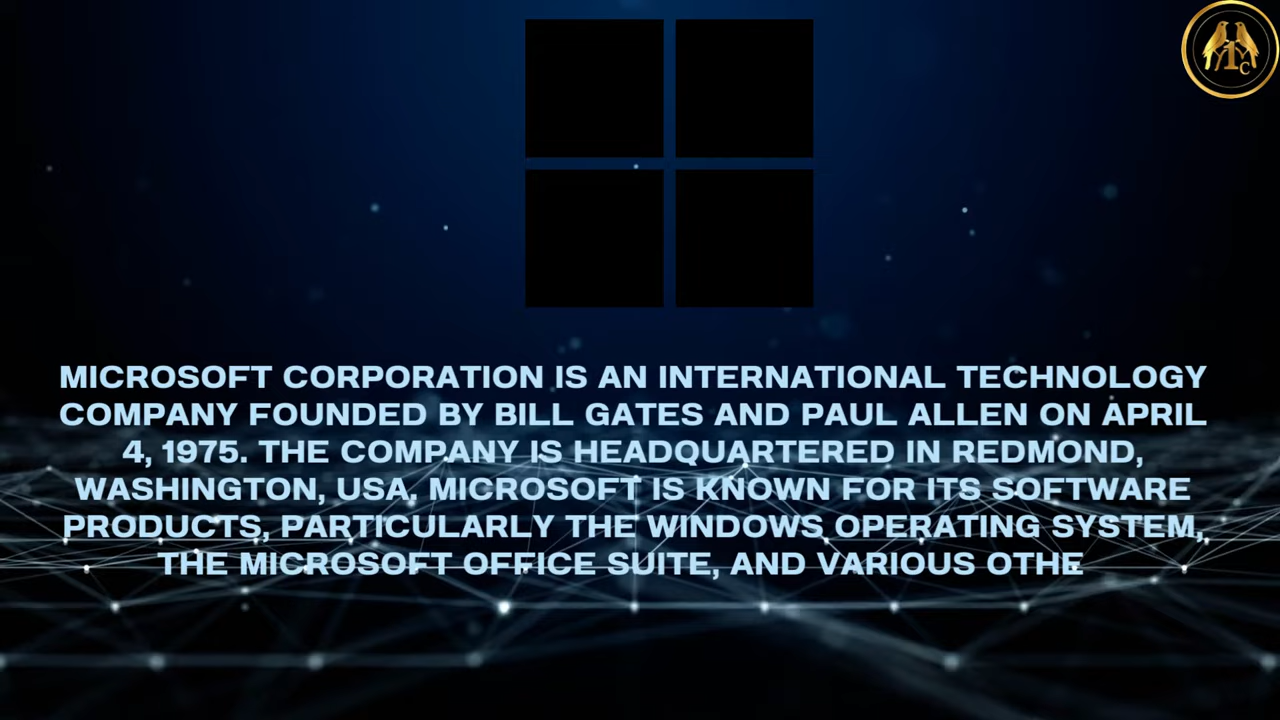 1C
MICROSOFT CORPORATION IS AN INTERNATIONAL TECHNOLOGY
COMPANY FOUNDED BY BILL GATES AND PAUL ALLEN ON APRIL
4, 1975. THE COMPANY IS HEADQUARTERED IN REDMOND,
WASHINGTON, USA. MICROSOFT IS KNOWN FOR ITS SOFTWARE
PRODUCTS, PARTICULARLY THE WINDOWS OPERATING SYSTEM,
THE MICROSOFT OFFICE SUITE, AND VARIOUS OTHE